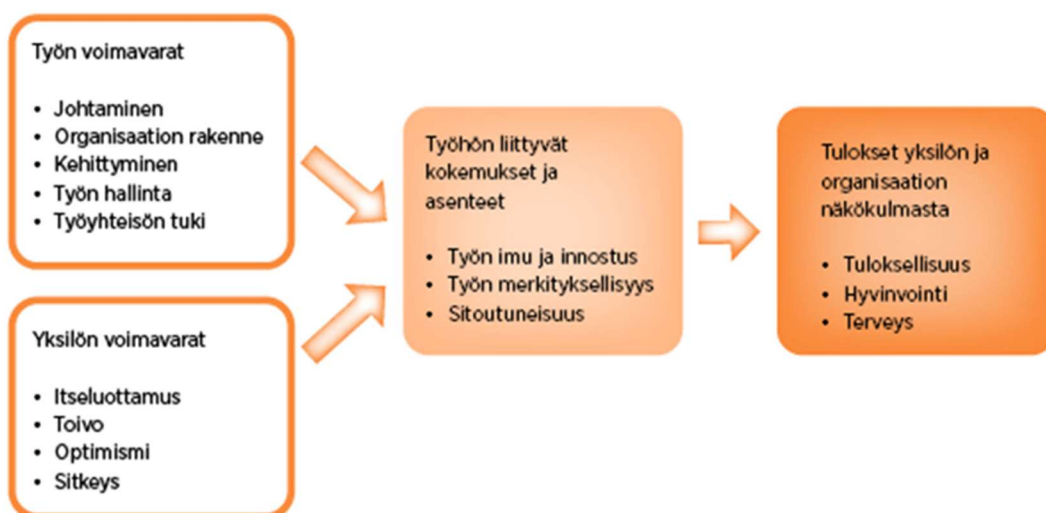 Työn voimavarat
• Johtaminen
• Organisaation rakenne
• Kehittyminen
• Työn hallinta
• Työyhteisön tuki
Yksilön voimavarat
• Itseluottamus
• Toivo
• Optimismi
• Sitkeys
Työhön liittyvät
kokemukset ja
asenteet
• Työn imu ja innostus
• Työn merkityksellisyys
• Sitoutuneisuus
Tulokset yksilön ja
organisaation
näkökulmasta
• Tuloksellisuus
• Hyvinvointi
• Terveys